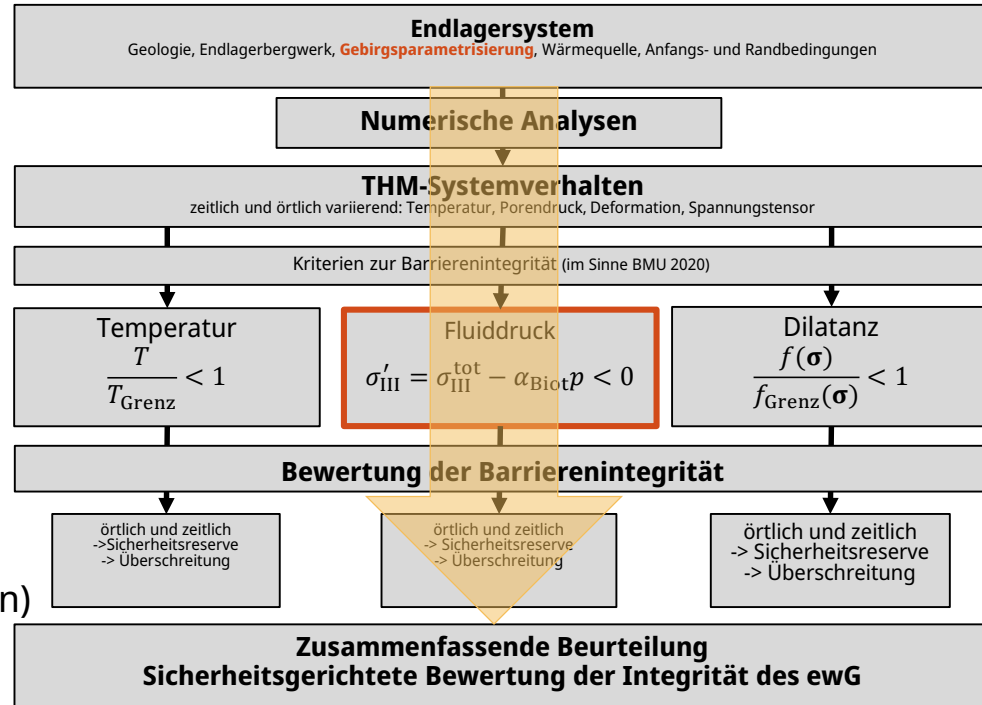 Endlagersystem
Geologie, Endlagerbergwerk, Gebirgsparametrisierung, Wärmequelle, Anfangs- und Randbedingungen
Numerische Analysen
THM-Systemverhalten
zeitlich und örtlich variierend: Temperatur, Porendruck, Deformation, Spannungstensor
Kriterien zur Barrierenintegrität (im Sinne BMU 2020)
Temperatur
T / T_Grenz < 1
Fluiddruck
σ′_III = σ_III^tot − α_Biot p < 0
Dilatanz
f(σ) / f_Grenz(σ) < 1
Bewertung der Barrierenintegrität
örtlich und zeitlich
->Sicherheitsreserve
-> Überschreitung
örtlich und zeitlich
-> Sicherheitsreserve
-> Überschreitung
örtlich und zeitlich
-> Sicherheitsreserve
-> Überschreitung
n)
Zusammenfassende Beurteilung
Sicherheitsgerichtete Bewertung der Integrität des ewG